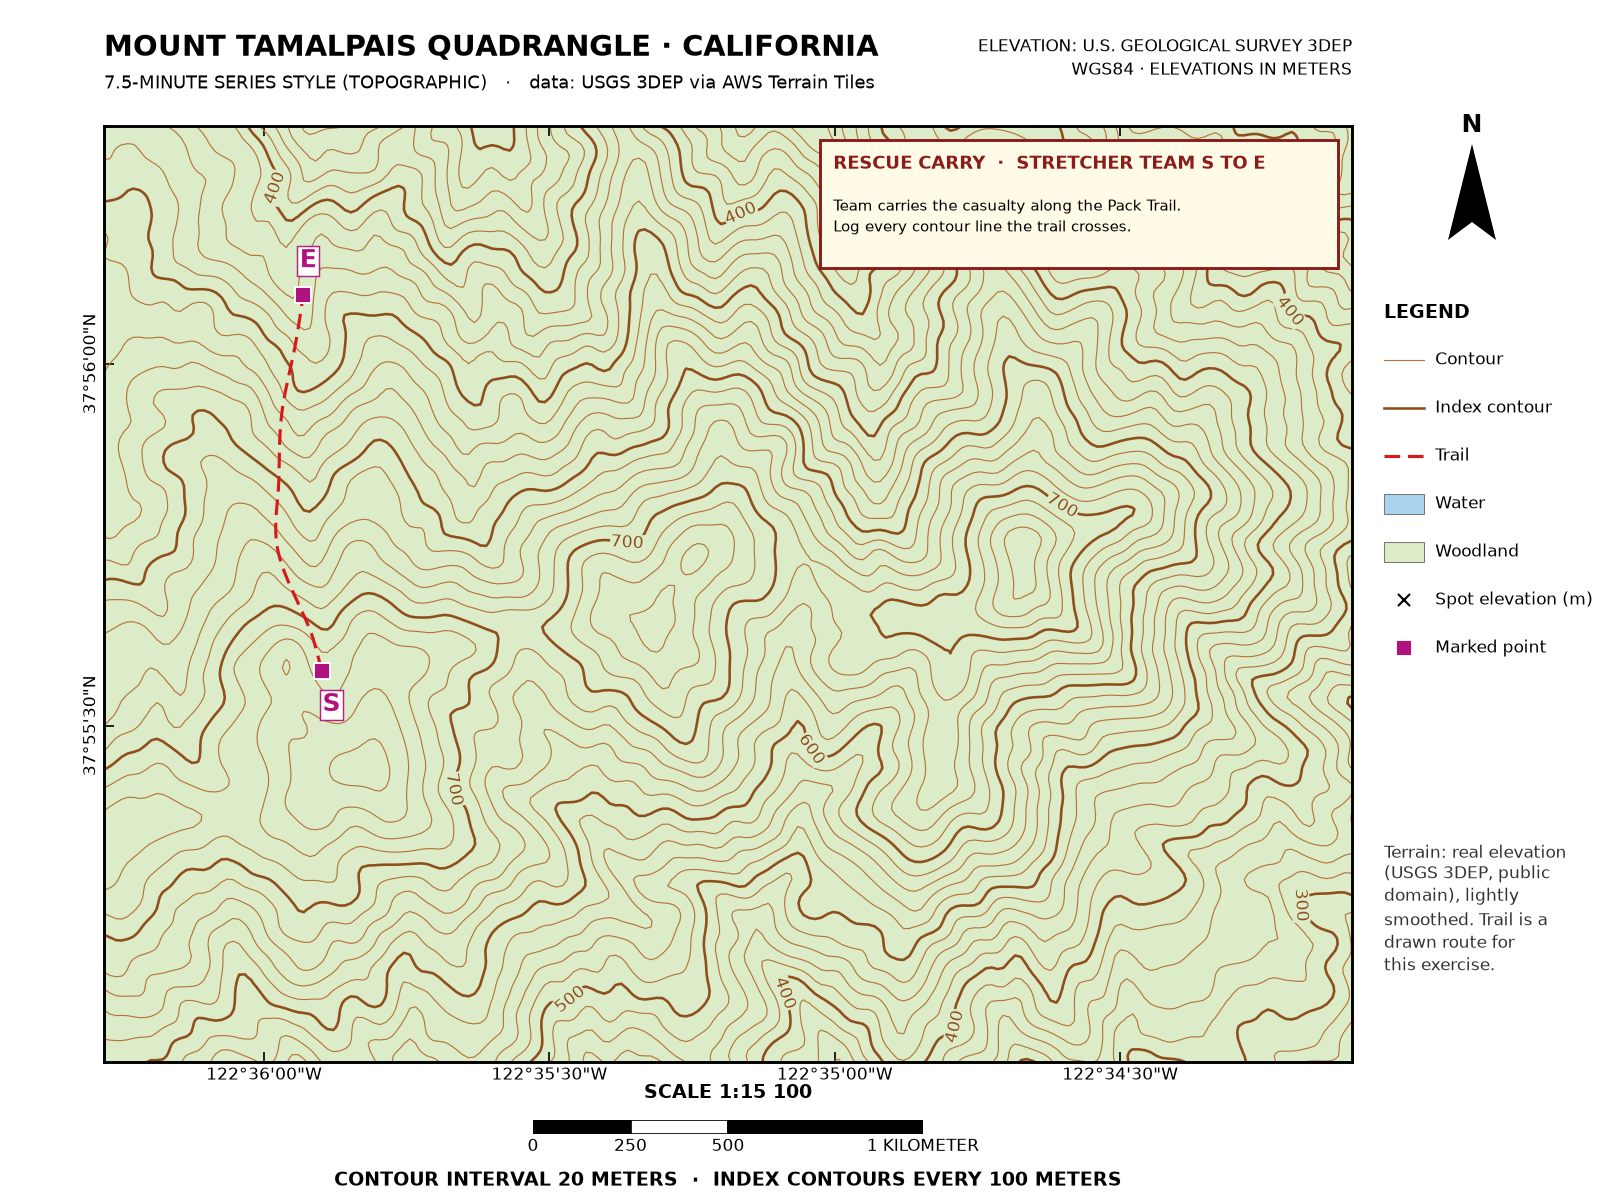 MOUNT TAMALPAIS QUADRANGLE · CALIFORNIA
7.5-MINUTE SERIES STYLE (TOPOGRAPHIC) · data: USGS 3DEP via AWS Terrain Tiles
ELEVATION: U.S. GEOLOGICAL SURVEY 3DEP
WGS84 · ELEVATIONS IN METERS
RESCUE CARRY · STRETCHER TEAM S TO E
Team carries the casualty along the Pack Trail.
Log every contour line the trail crosses.
N
400
400
E
400
37°56'00"N
700
700
S
37°55'30"N
600
700
300
500
400
400
LEGEND
Contour
Index contour
Trail
Water
Woodland
Spot elevation (m)
Marked point
Terrain: real elevation
(USGS 3DEP, public
domain), lightly
smoothed. Trail is a
drawn route for
this exercise.
122°36'00"W
122°35'30"W
122°35'00"W
122°34'30"W
SCALE 1:15 100
0
250
500
1 KILOMETER
CONTOUR INTERVAL 20 METERS · INDEX CONTOURS EVERY 100 METERS